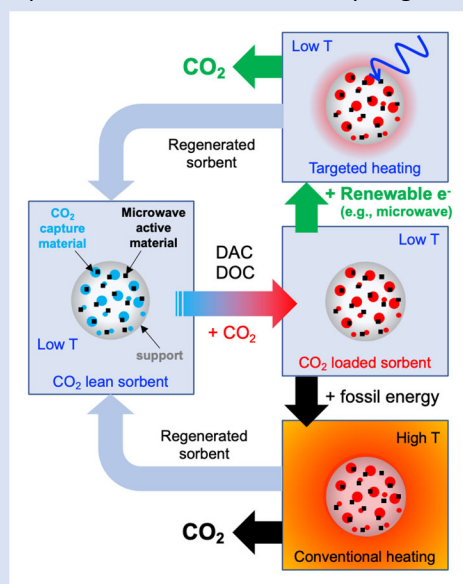 Low T
CO₂
Regenerated
sorbent
Targeted heating
+ Renewable e⁻
(e.g., microwave)
CO₂
capture
material
Microwave
active
material
DAC
DOC
Low T
Low T
+ CO₂
support
CO₂ lean sorbent
CO₂ loaded sorbent
+ fossil energy
Regenerated
sorbent
High T
CO₂
Conventional heating